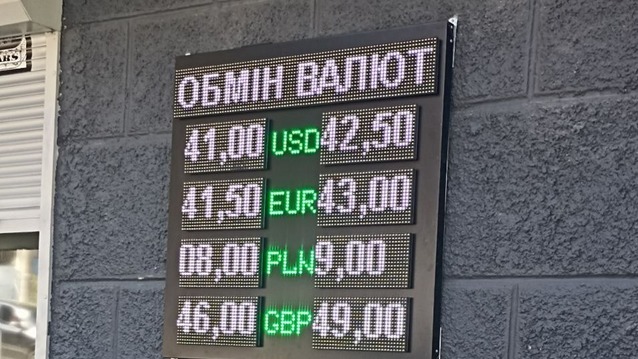 ОБМІН ВАЛЮТ
41,00 USD 42,50
41,50 EUR 43,00
08,00 PLN 9,00
46,00 GBP 49,00